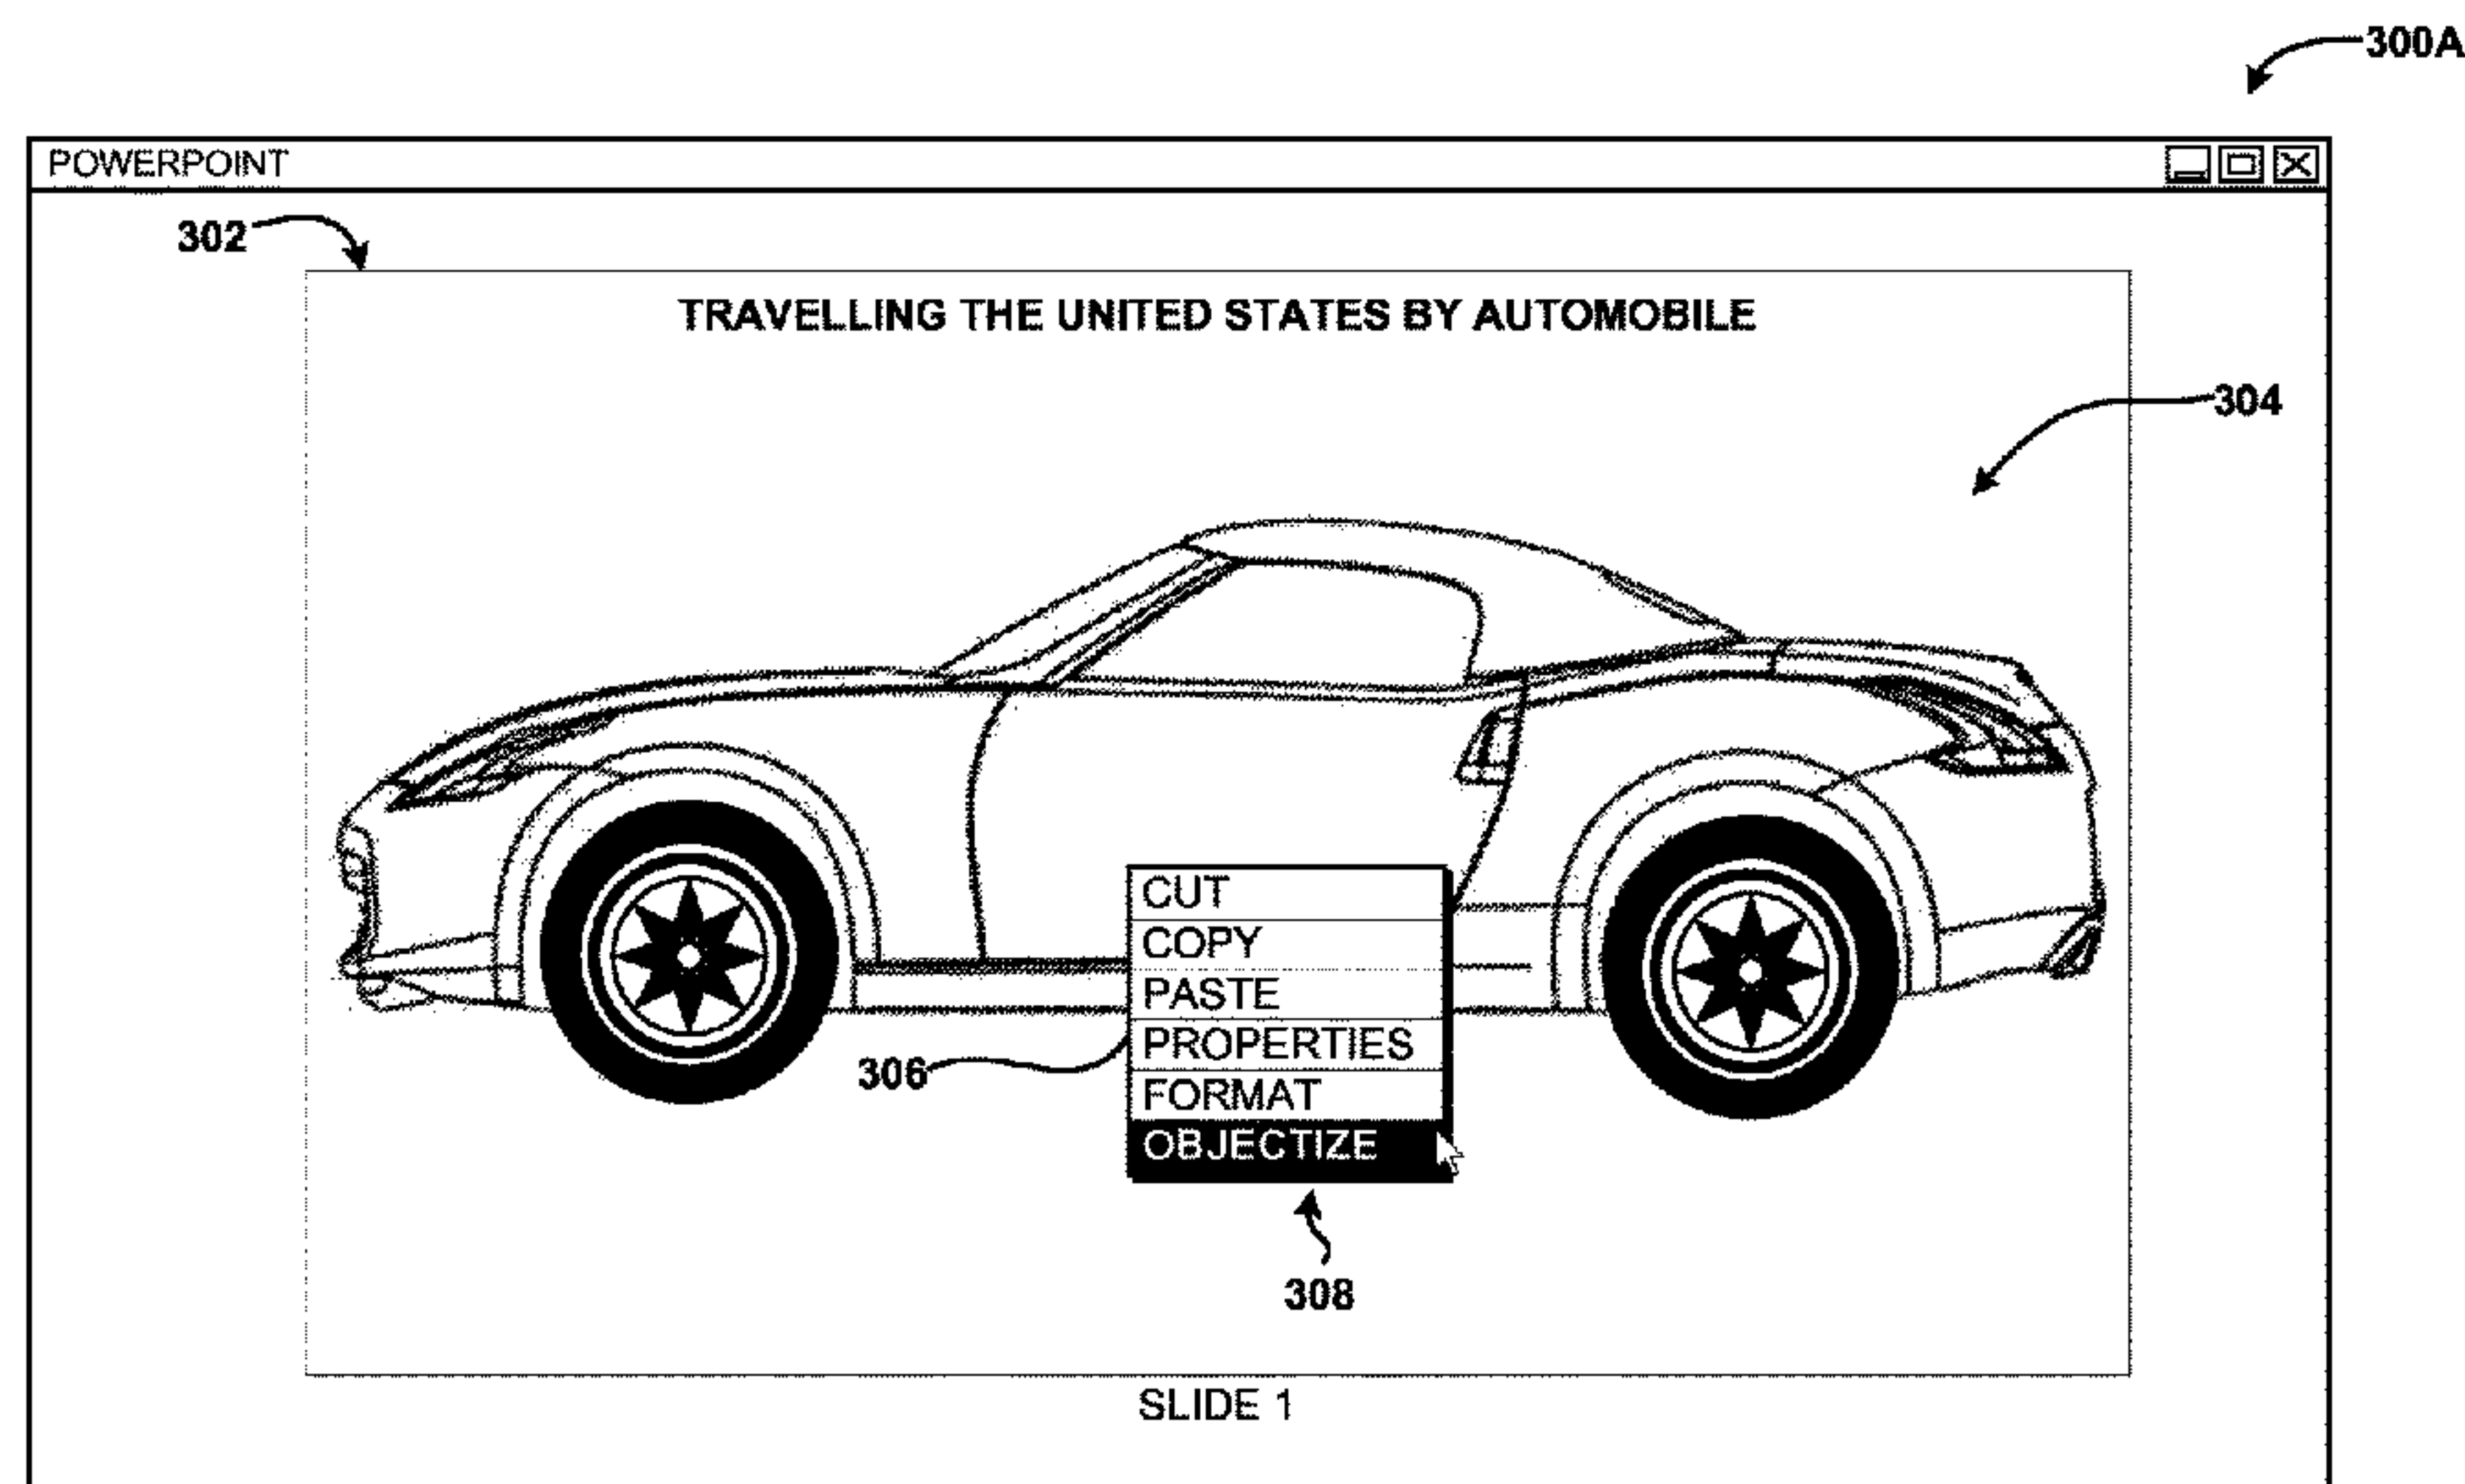 300A
POWERPOINT
302
TRAVELLING THE UNITED STATES BY AUTOMOBILE
304
CUT
COPY
PASTE
PROPERTIES
306
FORMAT
OBJECTIZE
308
SLIDE 1